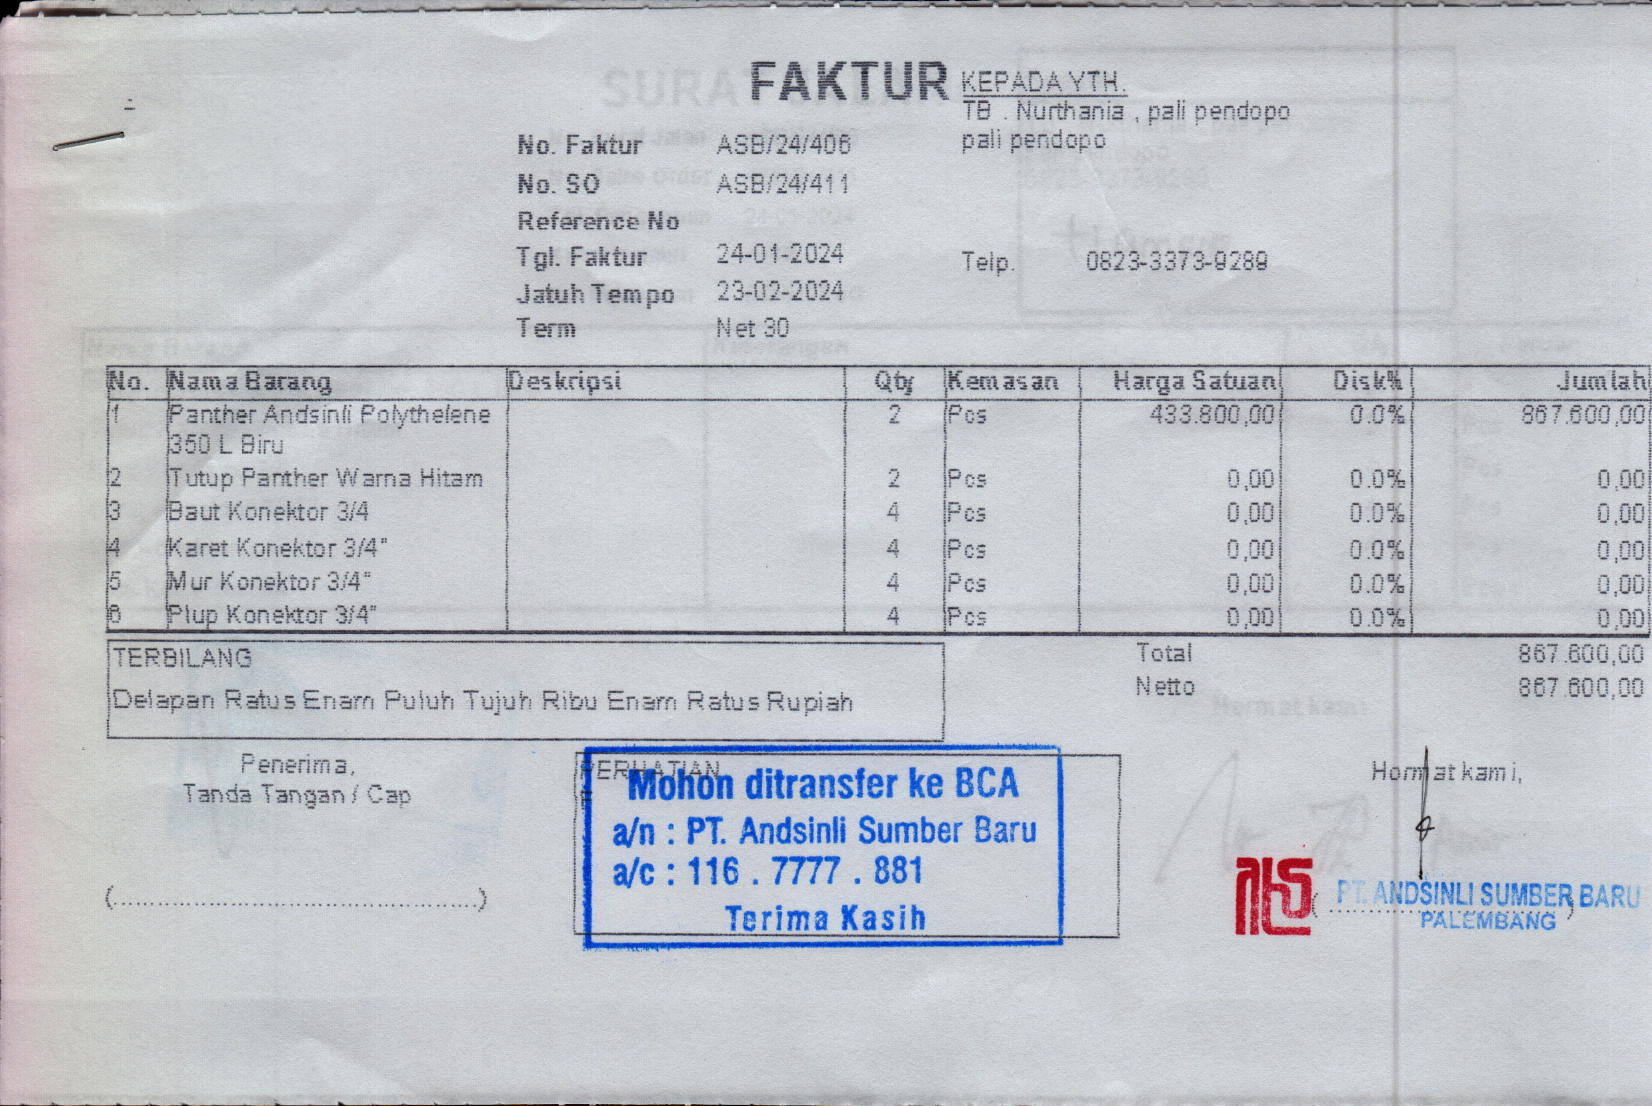 FAKTUR
KEPADA YTH.
TB . Nurthania , pali pendopo
pali pendopo
No. Faktur ASB/24/406
No. SO ASB/24/411
Reference No
Tgl. Faktur 24-01-2024
Telp. 0823-3373-9289
Jatuh Tempo 23-02-2024
Term Net 30
No. Nama Barang Deskripsi Qty Kemasan Harga Satuan Disk% Jumlah
1 Panther Andsinli Polythelene 2 Pcs 433.800,00 0.0% 867.600,00
350 L Biru
2 Tutup Panther Warna Hitam 2 Pcs 0,00 0.0% 0,00
3 Baut Konektor 3/4 4 Pcs 0,00 0.0% 0,00
4 Karet Konektor 3/4" 4 Pcs 0,00 0.0% 0,00
5 Mur Konektor 3/4" 4 Pcs 0,00 0.0% 0,00
6 Plup Konektor 3/4" 4 Pcs 0,00 0.0% 0,00
TERBILANG
Delapan Ratus Enam Puluh Tujuh Ribu Enam Ratus Rupiah
Total 867.600,00
Netto 867.600,00
Penerima,
Tanda Tangan / Cap
PERHATIAN
Mohon ditransfer ke BCA
a/n : PT. Andsinli Sumber Baru
a/c : 116 . 7777 . 881
Terima Kasih
Hormat kami,
PT. ANDSINLI SUMBER BARU
PALEMBANG